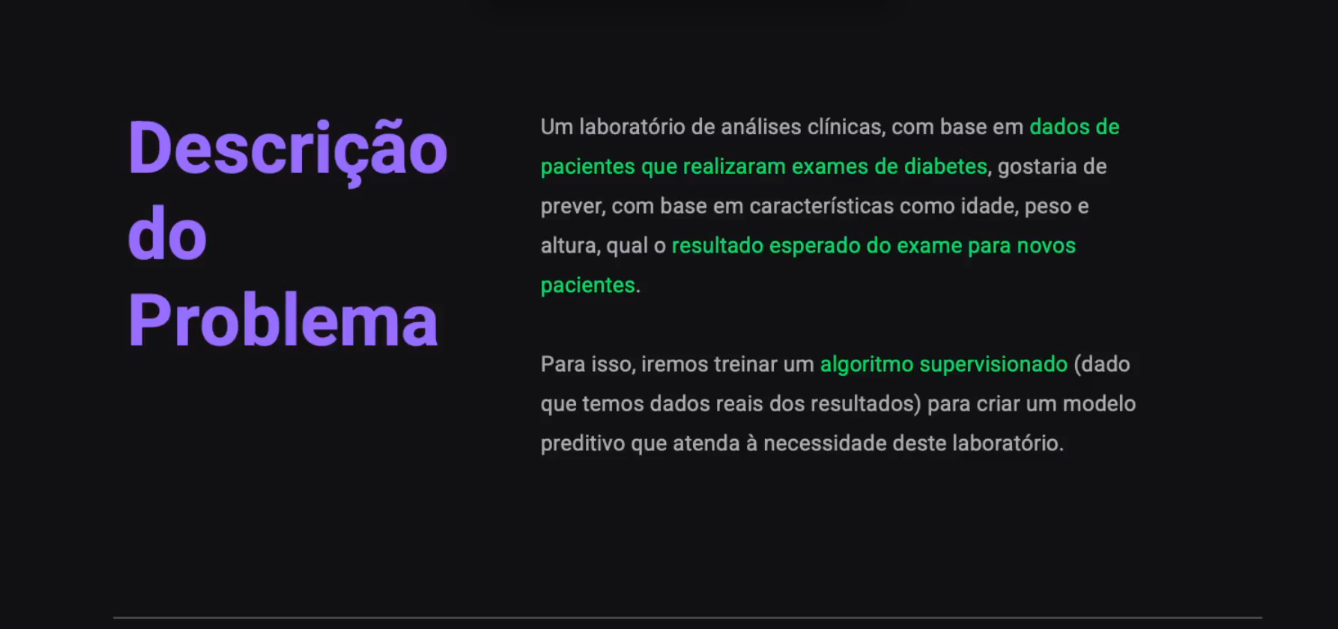 Descrição
do
Problema
Um laboratório de análises clínicas, com base em dados de
pacientes que realizaram exames de diabetes, gostaria de
prever, com base em características como idade, peso e
altura, qual o resultado esperado do exame para novos
pacientes.
Para isso, iremos treinar um algoritmo supervisionado (dado
que temos dados reais dos resultados) para criar um modelo
preditivo que atenda à necessidade deste laboratório.